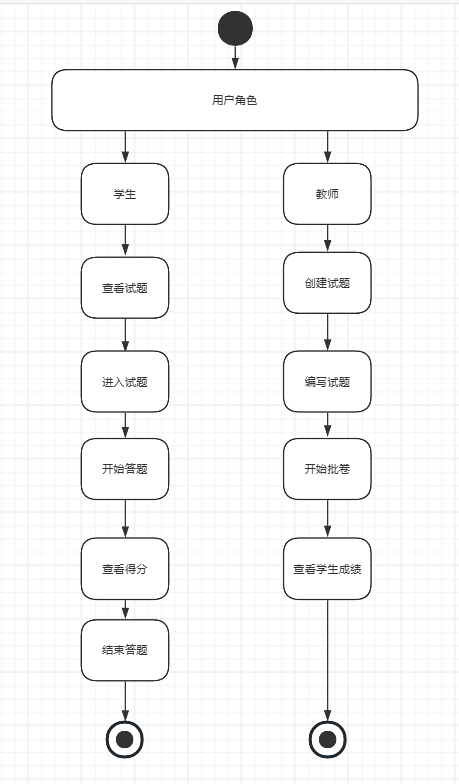 用户角色
学生
教师
查看试题
创建试题
进入试题
编写试题
开始答题
开始批卷
查看得分
查看学生成绩
结束答题